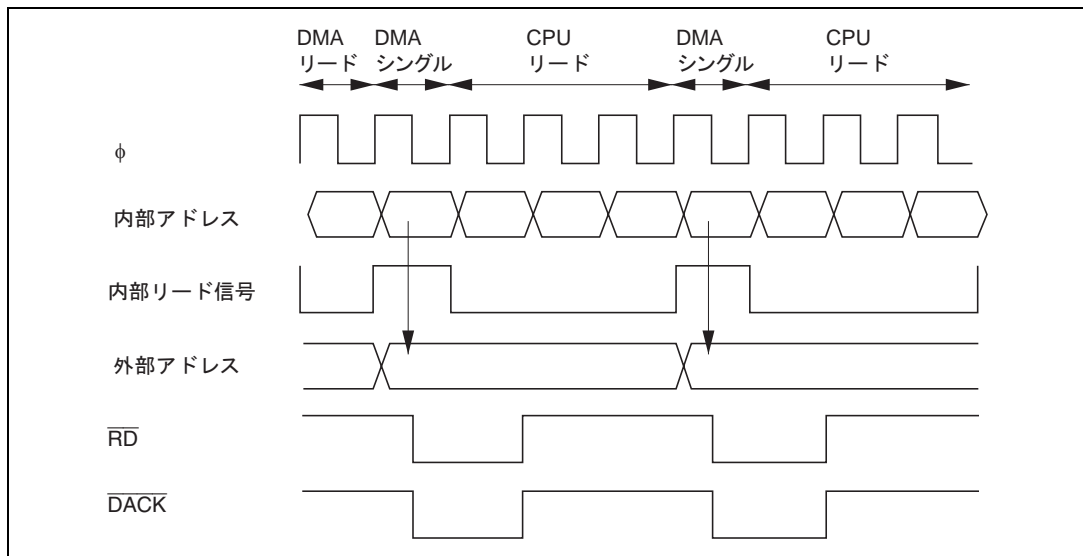 DMA
リード
DMA
シングル
CPU
リード
DMA
シングル
CPU
リード
φ
内部アドレス
内部リード信号
外部アドレス
RD
DACK